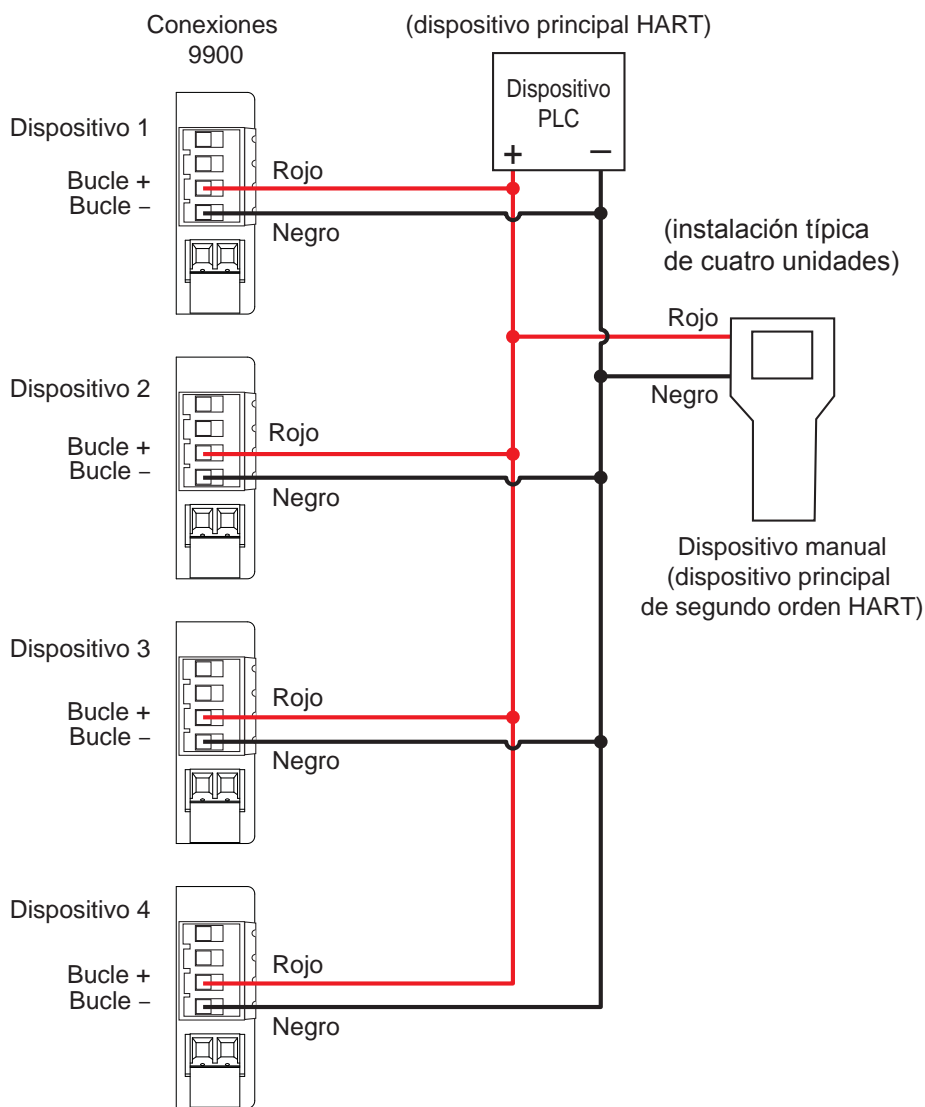 Conexiones
9900
(dispositivo principal HART)
Dispositivo
PLC
+ −
Dispositivo 1
Bucle +
Bucle −
Rojo
Negro
(instalación típica
de cuatro unidades)
Rojo
Negro
Dispositivo 2
Bucle +
Bucle −
Rojo
Negro
Dispositivo manual
(dispositivo principal
de segundo orden HART)
Dispositivo 3
Bucle +
Bucle −
Rojo
Negro
Dispositivo 4
Bucle +
Bucle −
Rojo
Negro